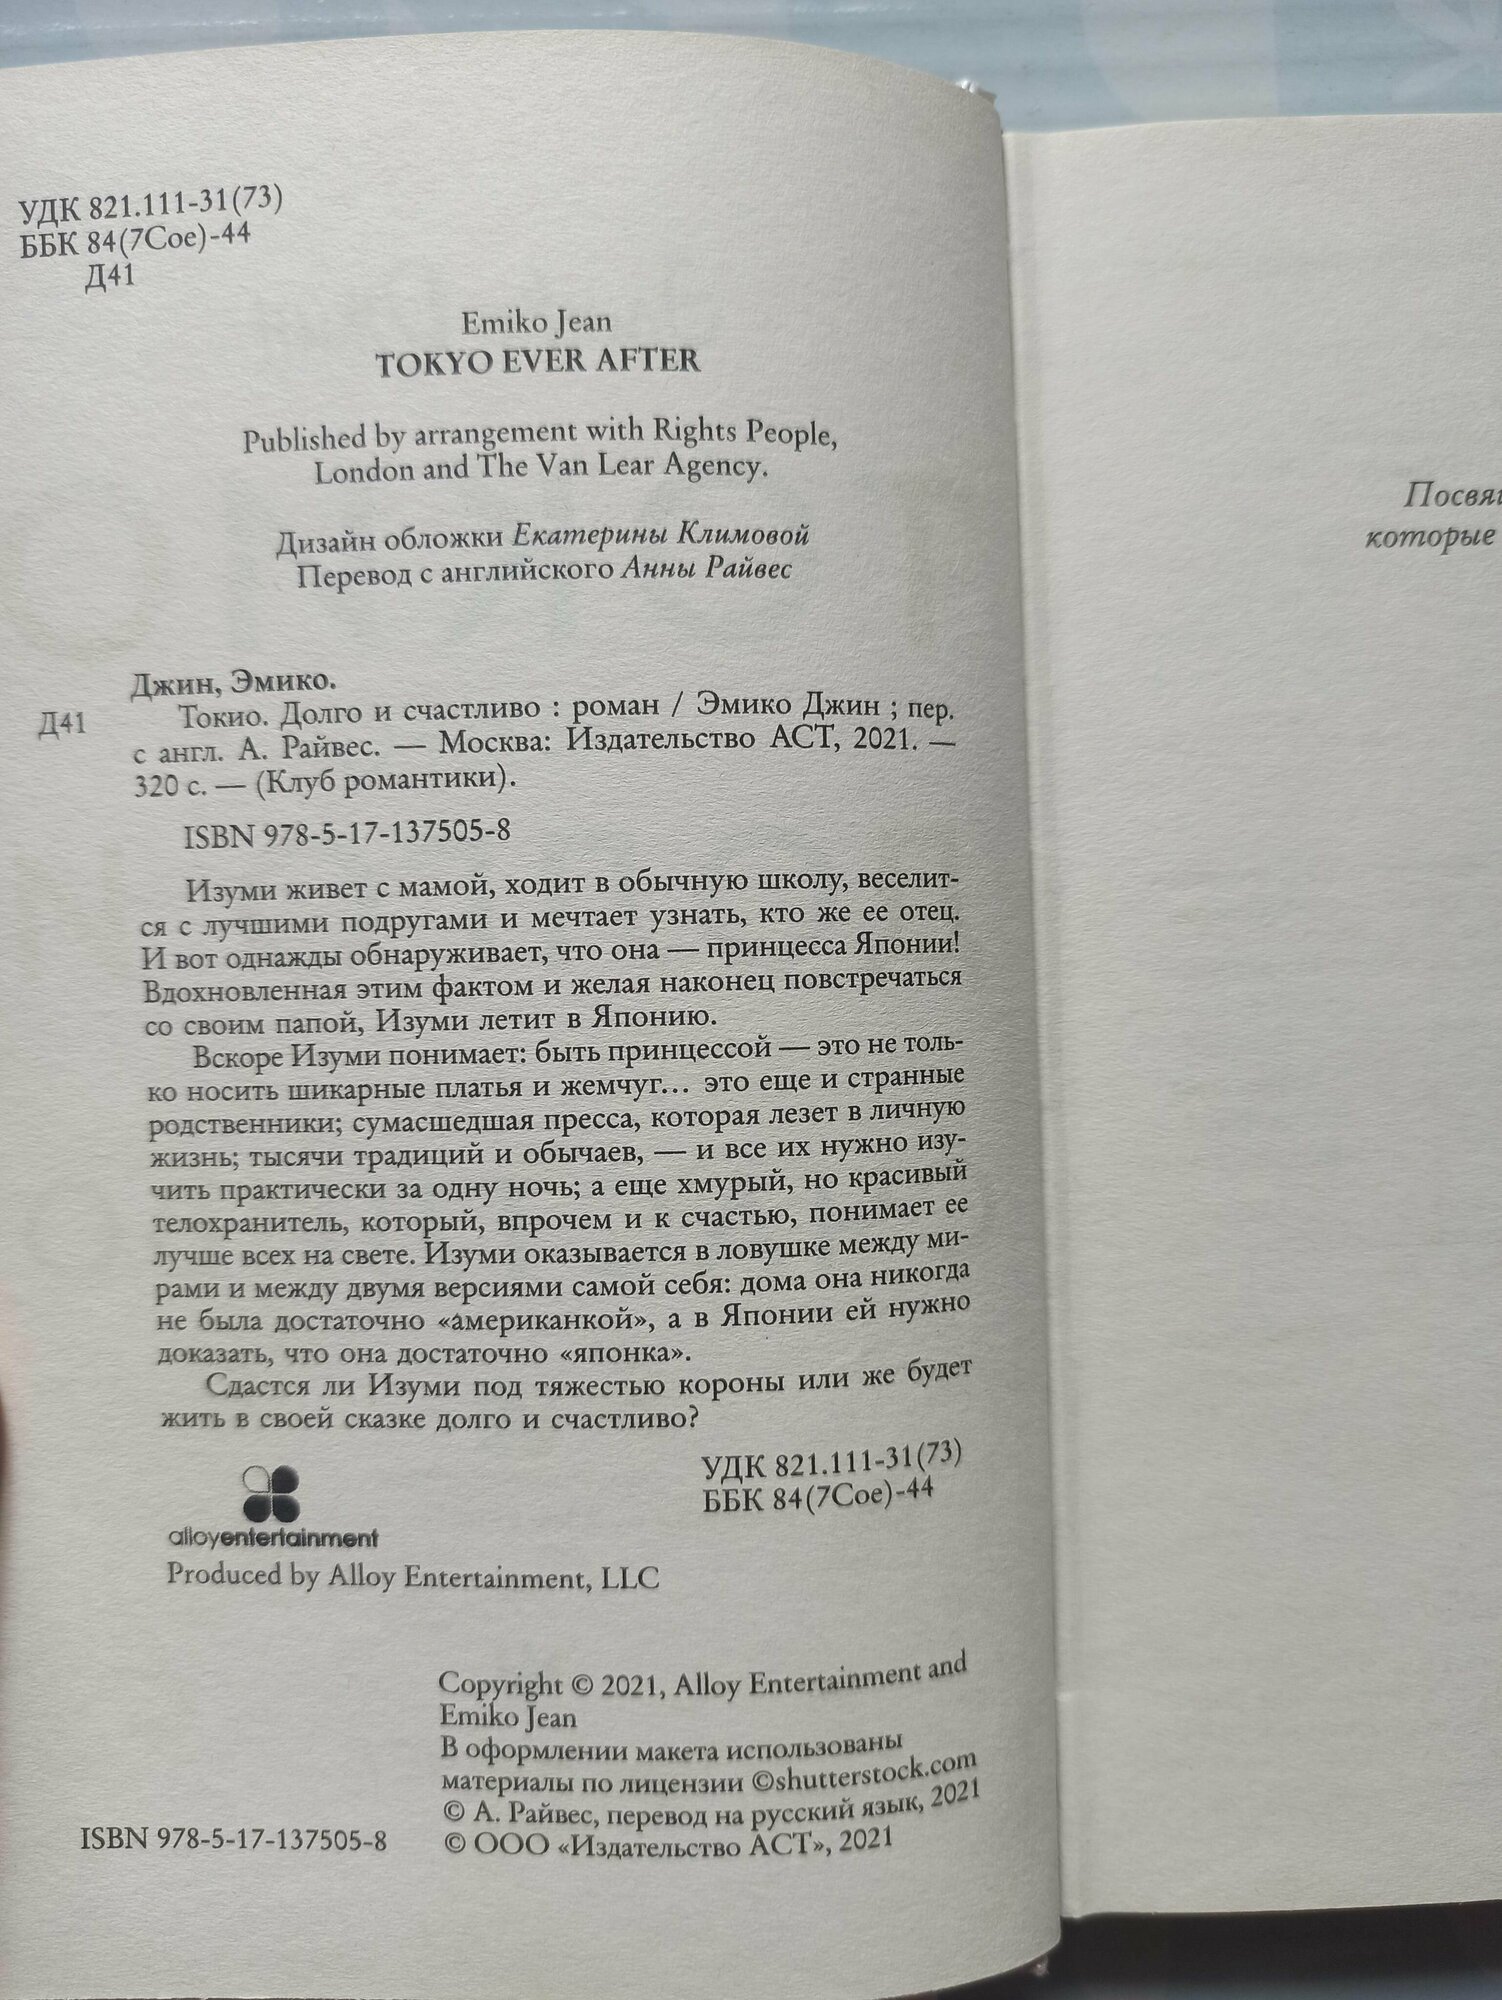 УДК 821.111-31(73)
ББК 84(7Сое)-44
Д41
Emiko Jean
TOKYO EVER AFTER
Published by arrangement with Rights People,
London and The Van Lear Agency.
Дизайн обложки Екатерины Климовой
Перевод с английского Анны Райвес
Джин, Эмико.
Д41 Токио. Долго и счастливо : роман / Эмико Джин ; пер.
с англ. А. Райвес. — Москва: Издательство АСТ, 2021. —
320 с. — (Клуб романтики).
ISBN 978-5-17-137505-8
Изуми живет с мамой, ходит в обычную школу, веселит-
ся с лучшими подругами и мечтает узнать, кто же ее отец.
И вот однажды обнаруживает, что она — принцесса Японии!
Вдохновленная этим фактом и желая наконец повстречаться
со своим папой, Изуми летит в Японию.
Вскоре Изуми понимает: быть принцессой — это не толь-
ко носить шикарные платья и жемчуг... это еще и странные
родственники; сумасшедшая пресса, которая лезет в личную
жизнь; тысячи традиций и обычаев, — и все их нужно изу-
чить практически за одну ночь; а еще хмурый, но красивый
телохранитель, который, впрочем и к счастью, понимает ее
лучше всех на свете. Изуми оказывается в ловушке между ми-
рами и между двумя версиями самой себя: дома она никогда
не была достаточно «американкой», а в Японии ей нужно
доказать, что она достаточно «японка».
Сдастся ли Изуми под тяжестью короны или же будет
жить в своей сказке долго и счастливо?
УДК 821.111-31(73)
ББК 84(7Сое)-44
alloyentertainment
Produced by Alloy Entertainment, LLC
Copyright © 2021, Alloy Entertainment and
Emiko Jean
В оформлении макета использованы
материалы по лицензии ©shutterstock.com
© А. Райвес, перевод на русский язык, 2021
© ООО «Издательство АСТ», 2021
ISBN 978-5-17-137505-8
которые